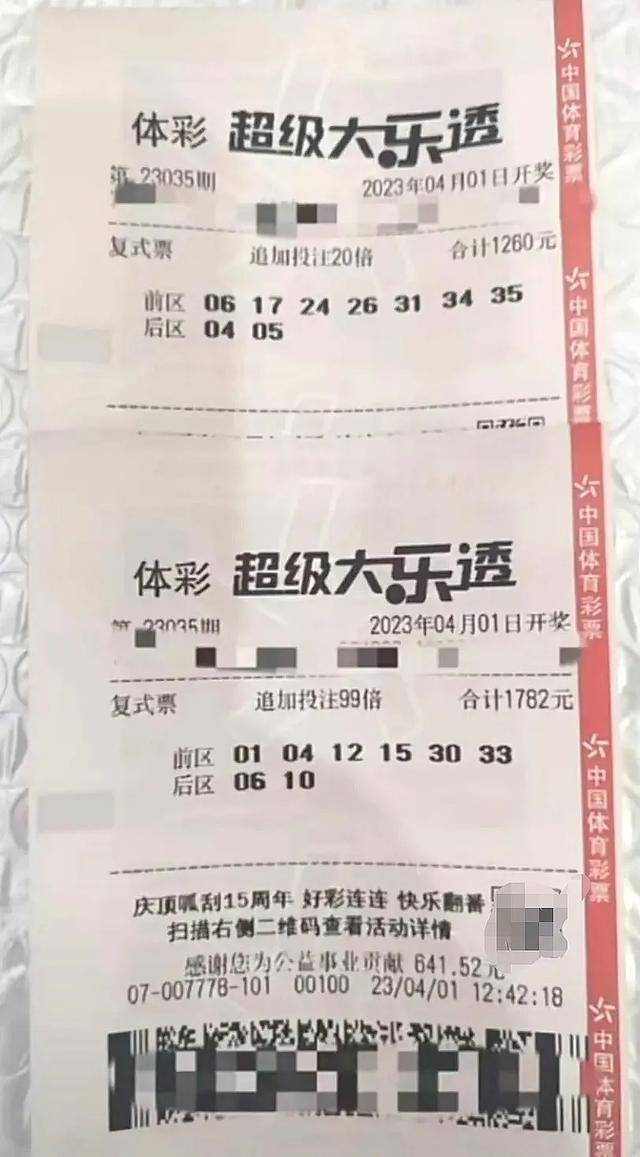 体彩 超级大乐透
第 23035期 2023年04月01日开奖
复式票 追加投注20倍 合计1260元
前区 06 17 24 26 31 34 35
后区 04 05
中国体育彩票
中国体育彩票
体彩 超级大乐透
第 23035期 2023年04月01日开奖
复式票 追加投注99倍 合计1782元
前区 01 04 12 15 30 33
后区 06 10
庆顶呱刮15周年 好彩连连 快乐翻番
扫描右侧二维码查看活动详情
感谢您为公益事业贡献 641.52元
07-007778-101 00100 23/04/01 12:42:18
中国体育彩票
中国体育彩票
中国体育彩票